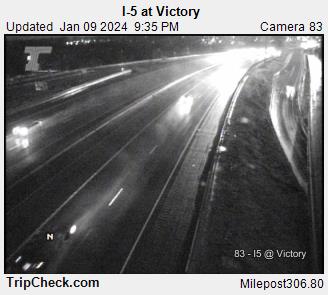 I-5 at Victory
Updated Jan 09 2024 9:35 PM Camera 83
N
83 - I5 @ Victory
TripCheck.com Milepost306.80